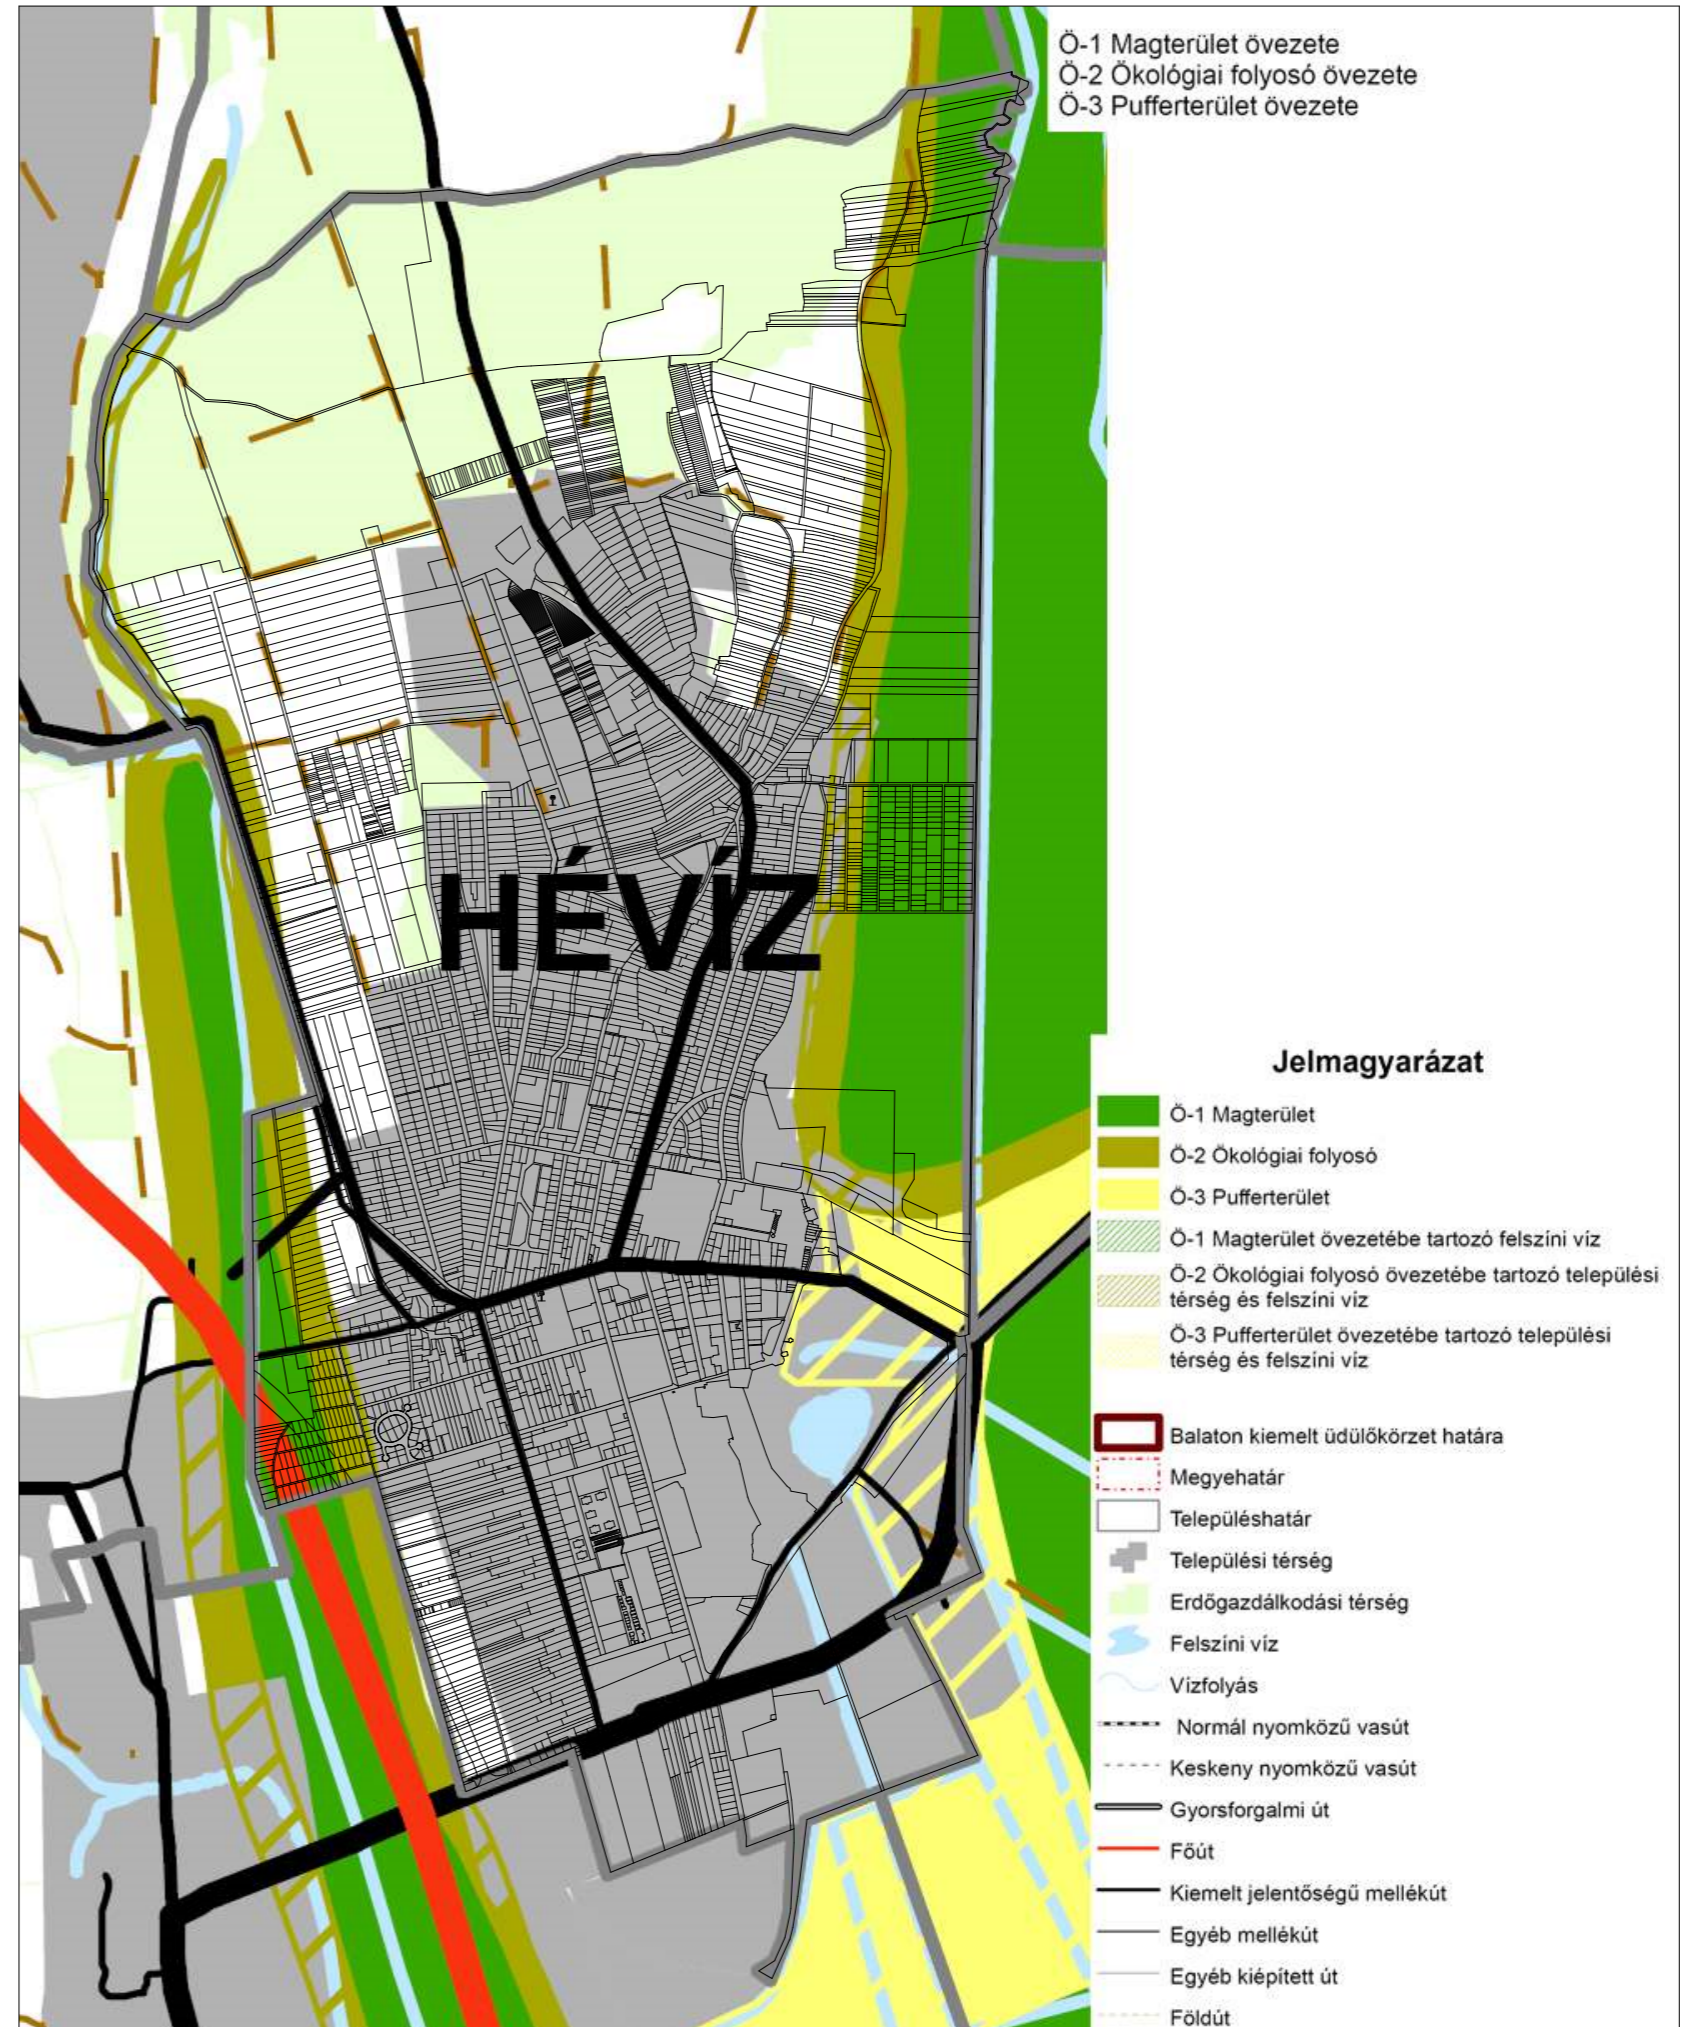 Ö-1 Magterület övezete
Ö-2 Ökológiai folyosó övezete
Ö-3 Pufferterület övezete
HÉVÍZ
Jelmagyarázat
Ö-1 Magterület
Ö-2 Ökológiai folyosó
Ö-3 Pufferterület
Ö-1 Magterület övezetébe tartozó felszíni víz
Ö-2 Ökológiai folyosó övezetébe tartozó települési
térség és felszíni víz
Ö-3 Pufferterület övezetébe tartozó települési
térség és felszíni víz
Balaton kiemelt üdülőkörzet határa
Megyehatár
Településhatár
Települési térség
Erdőgazdálkodási térség
Felszíni víz
Vízfolyás
Normál nyomközű vasút
Keskeny nyomközű vasút
Gyorsforgalmi út
Főút
Kiemelt jelentőségű mellékút
Egyéb mellékút
Egyéb kiépített út
Földút